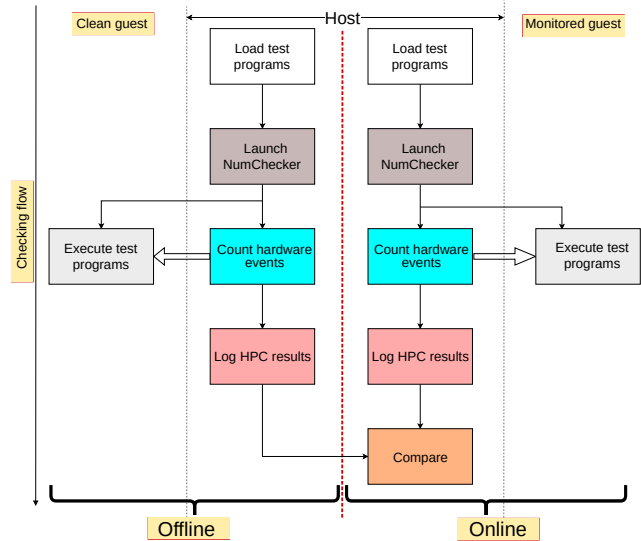 Clean guest
Host
Monitored guest
Load test
programs
Load test
programs
Launch
NumChecker
Launch
NumChecker
Checking flow
Execute test
programs
Count hardware
events
Count hardware
events
Execute test
programs
Log HPC results
Log HPC results
Compare
Offline
Online